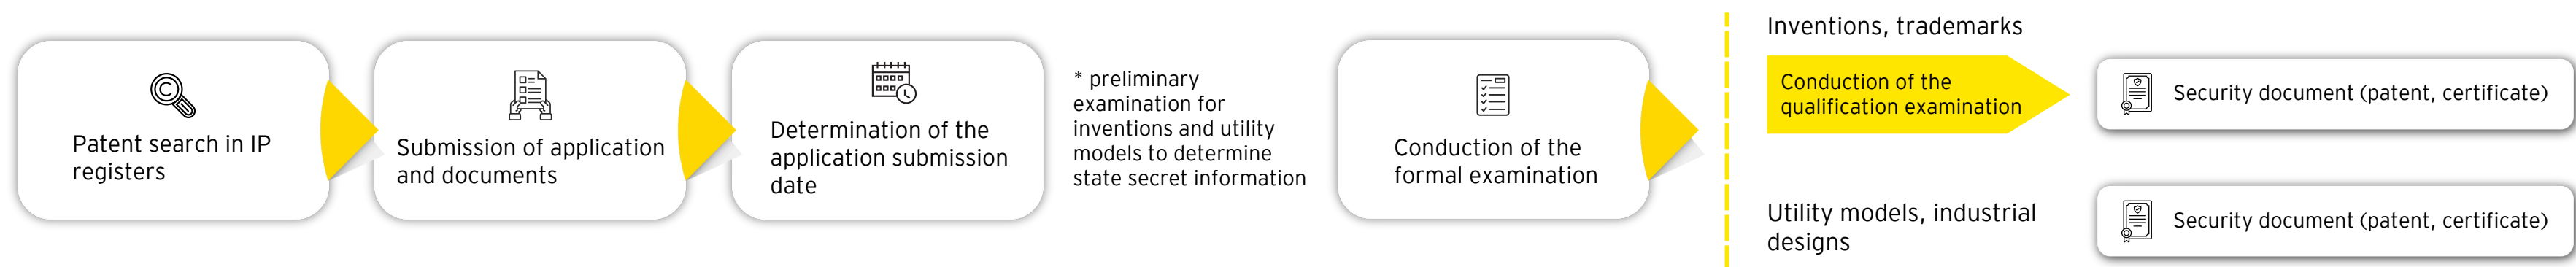 Patent search in IP
registers
Submission of application
and documents
Determination of the
application submission
date
* preliminary
examination for
inventions and utility
models to determine
state secret information
Conduction of the
formal examination
Inventions, trademarks
Conduction of the
qualification examination
Security document (patent, certificate)
Utility models, industrial
designs
Security document (patent, certificate)